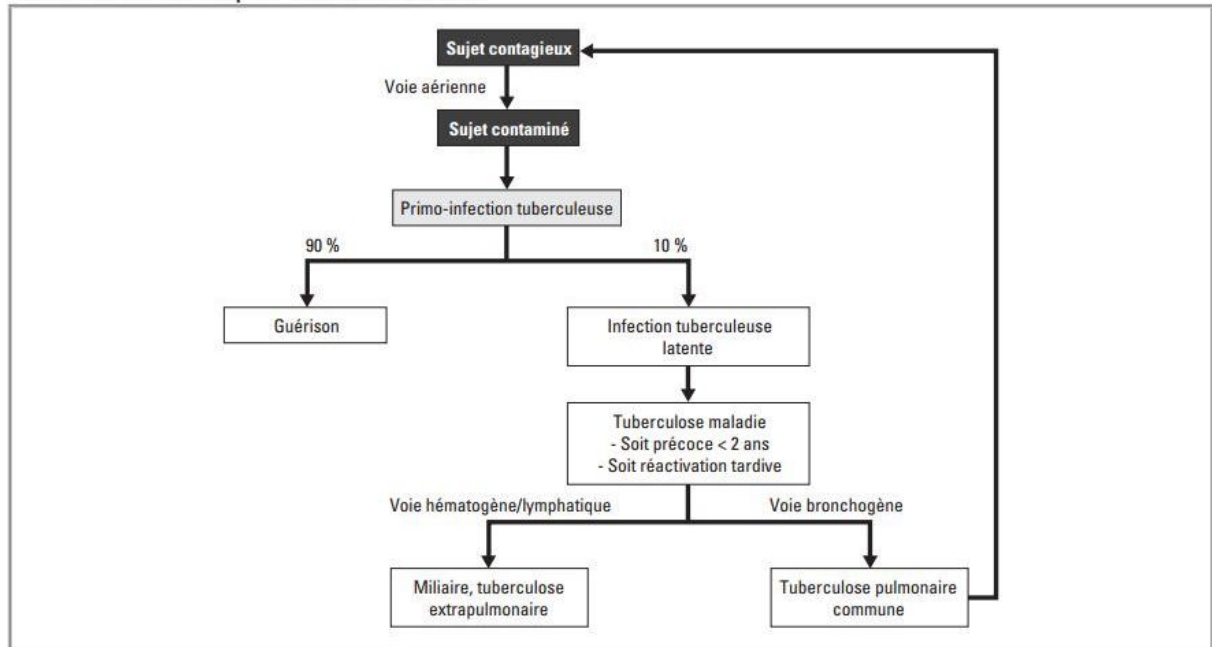 Sujet contagieux
Voie aérienne
Sujet contaminé
Primo-infection tuberculeuse
90 %
10 %
Guérison
Infection tuberculeuse
latente
Tuberculose maladie
- Soit précoce < 2 ans
- Soit réactivation tardive
Voie hématogène/lymphatique
Voie bronchogène
Miliaire, tuberculose
extrapulmonaire
Tuberculose pulmonaire
commune